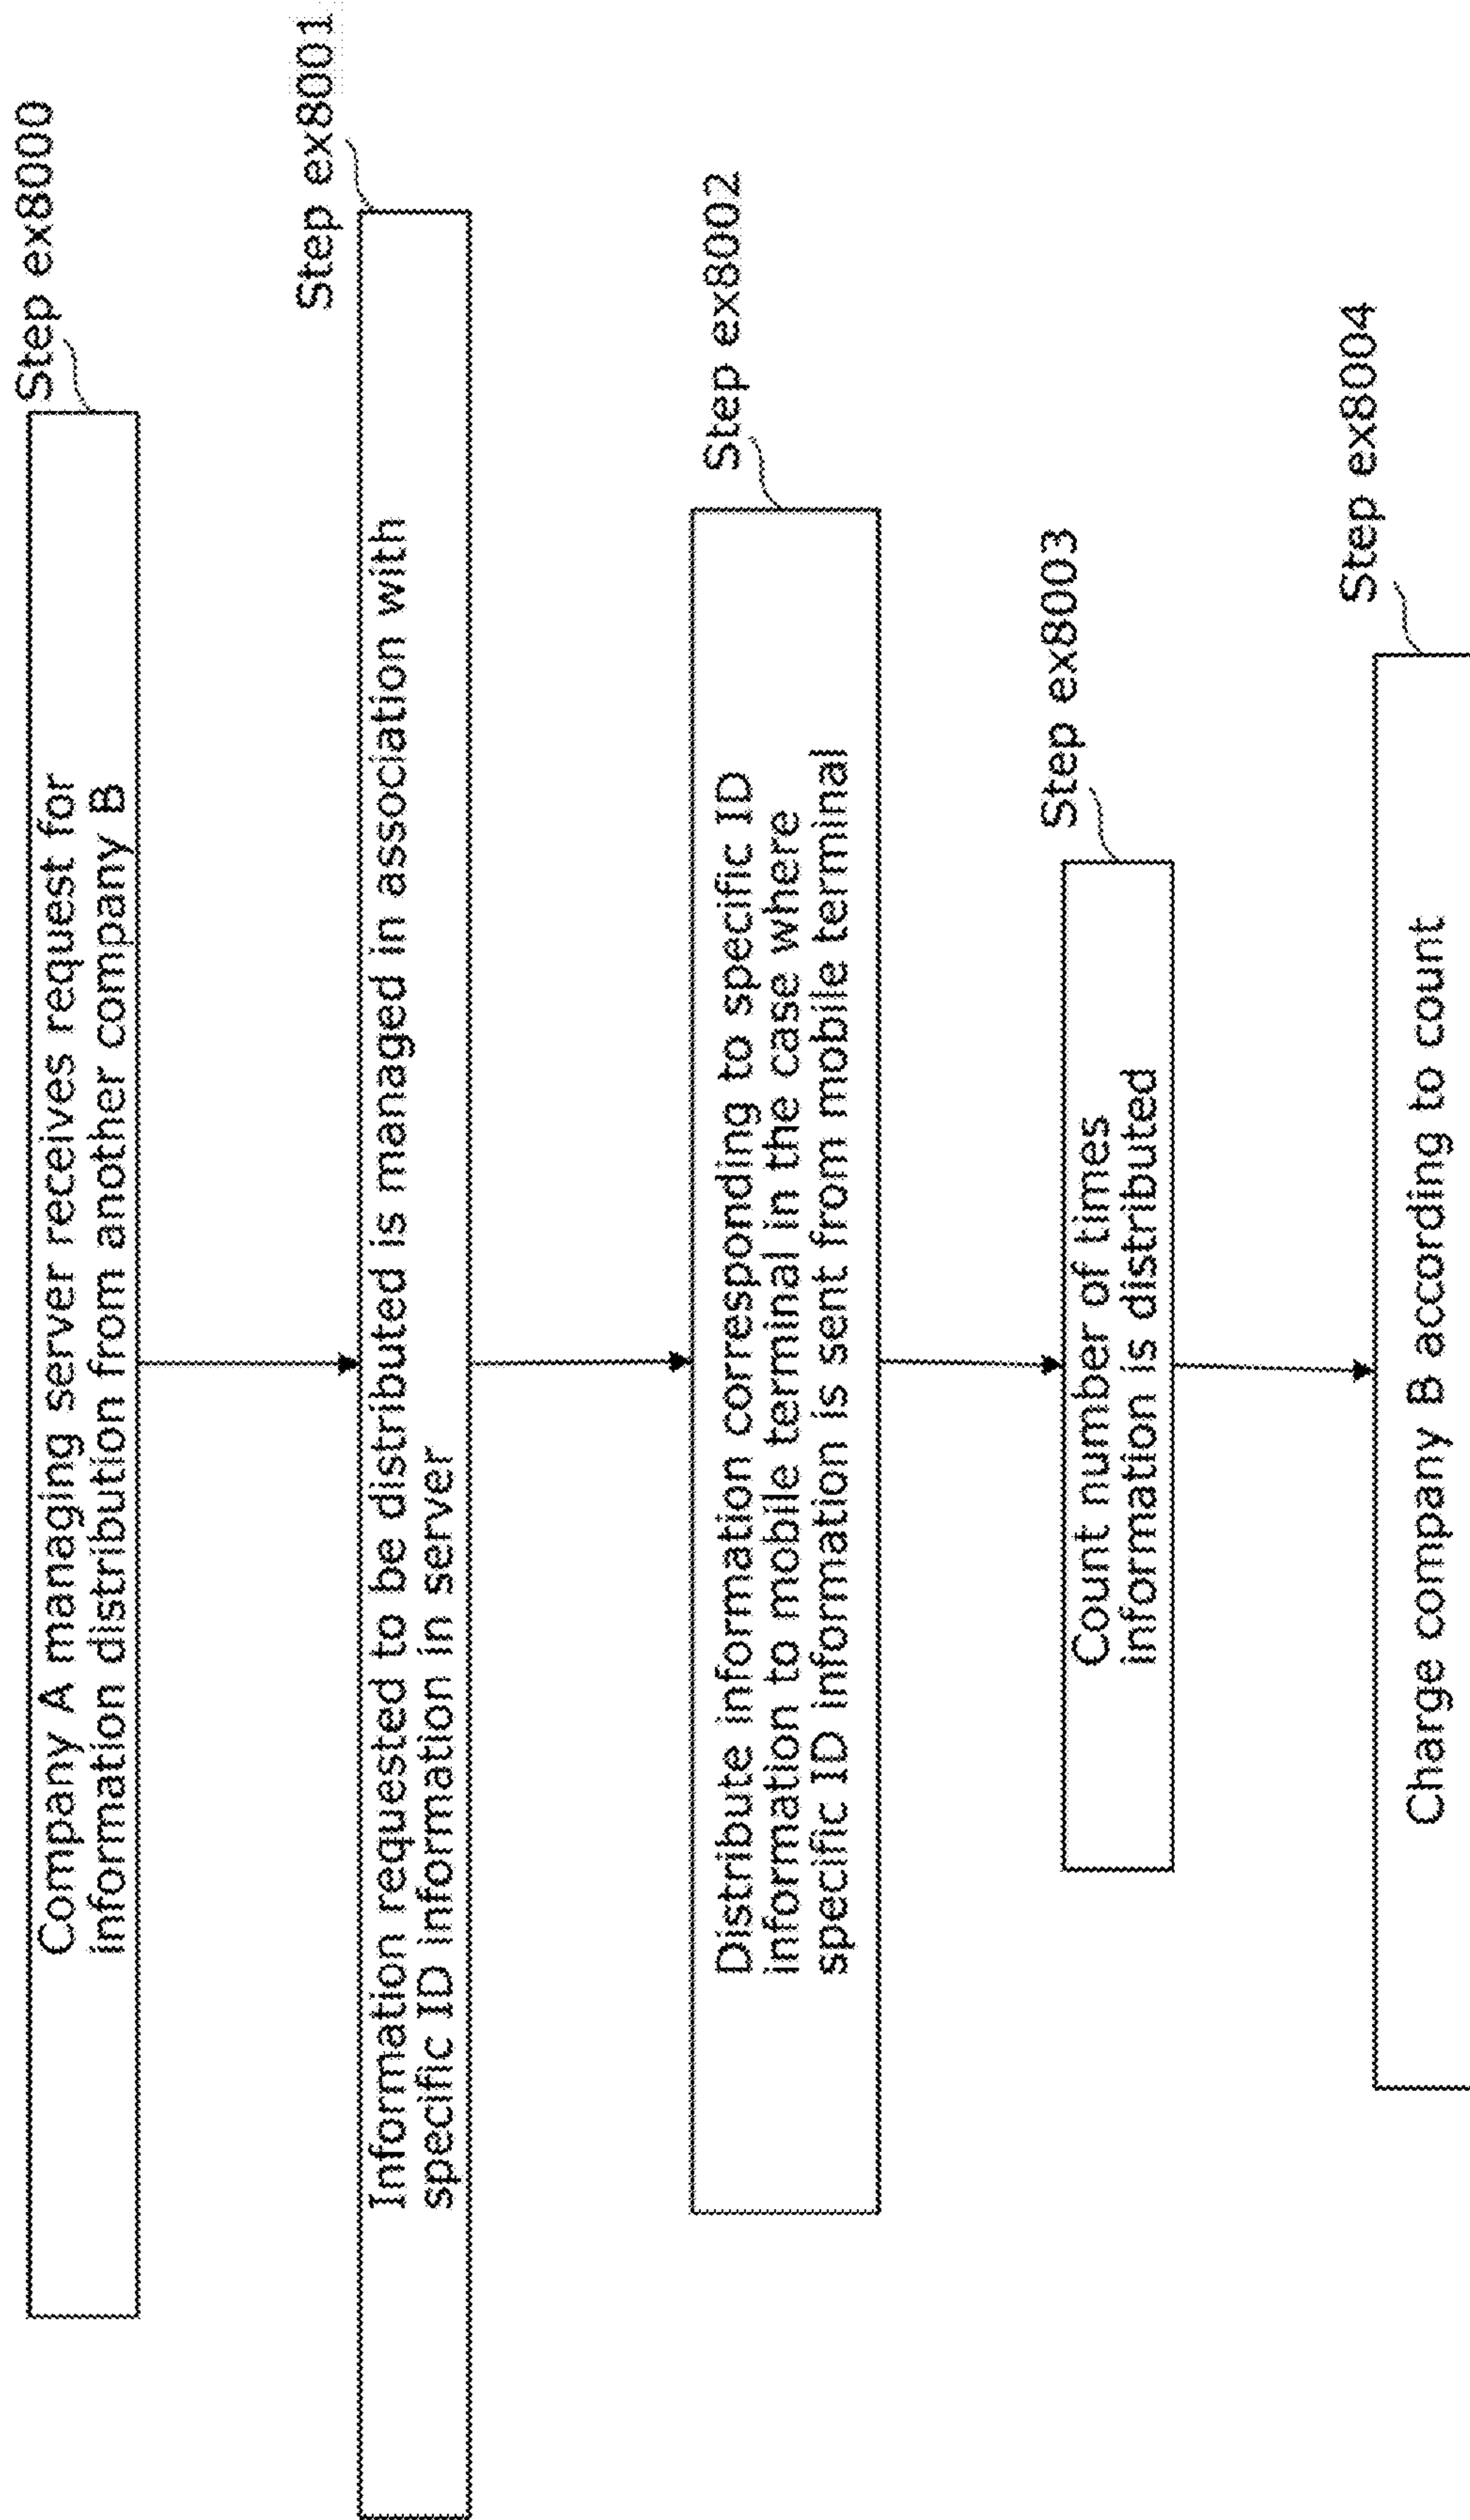 Step ex8000
Company A managing server receives request for
information distribution from another company B
Step ex8001
Information requested to be distributed is managed in association with
specific ID information in server
Step ex8002
Distribute information corresponding to specific ID
information to mobile terminal in the case where
specific ID information is sent from mobile terminal
Step ex8003
Count number of times
information is distributed
Step ex8004
Charge company B according to count